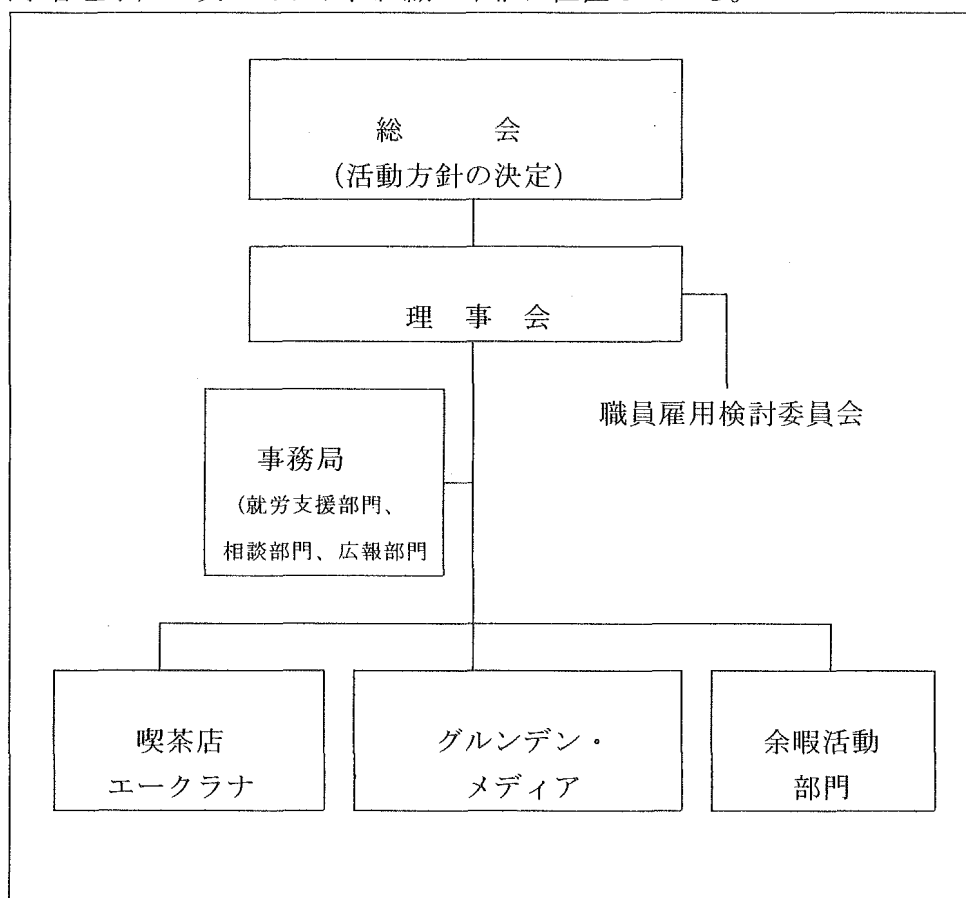 総 会
(活動方針の決定)
理 事 会
職員雇用検討委員会
事務局
(就労支援部門、
相談部門、広報部門
喫茶店
エークラナ
グルンデン・
メディア
余暇活動
部門